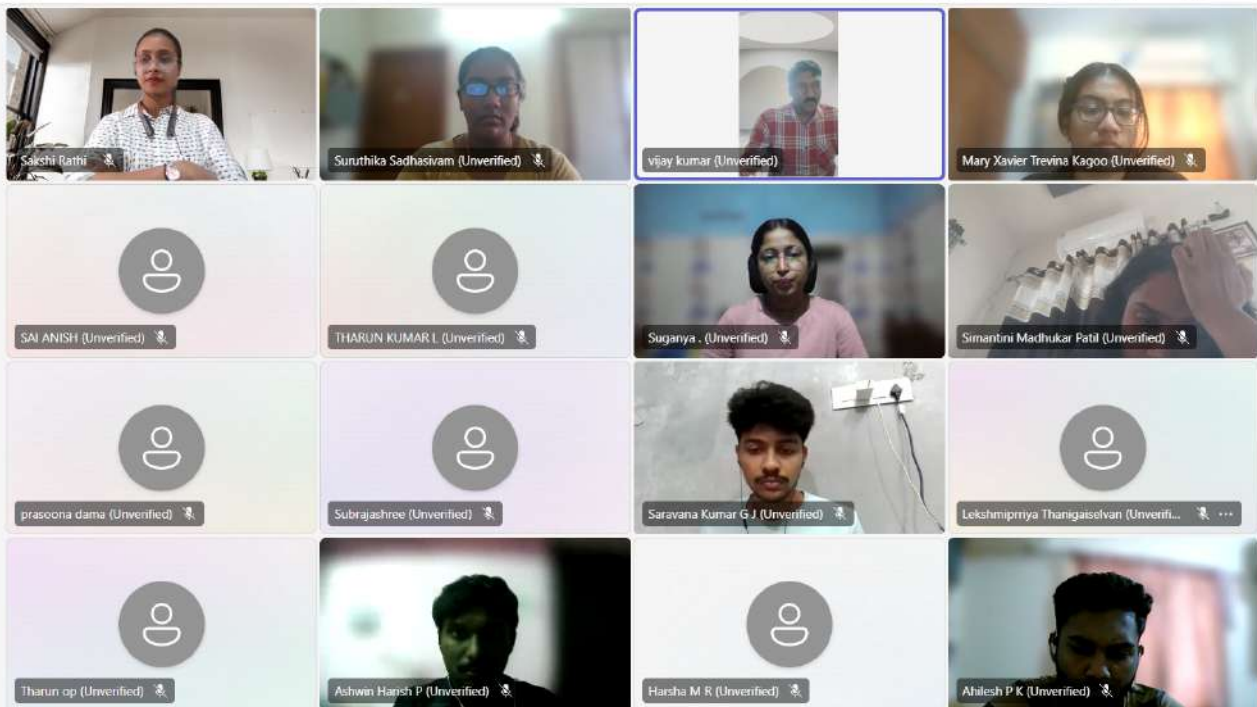 Sakshi Rathi
Suruthika Sadhasivam (Unverified)
vijay kumar (Unverified)
Mary Xavier Trevina Kagoo (Unverified)
SAI ANISH (Unverified)
THARUN KUMAR L (Unverified)
Suganya . (Unverified)
Simantini Madhukar Patil (Unverified)
prasoona dama (Unverified)
Subrajashree (Unverified)
Saravana Kumar G J (Unverified)
Lekshmiprriya Thanigaiselvan (Unverifi...
Tharun op (Unverified)
Ashwin Harish P (Unverified)
Harsha M R (Unverified)
Ahilesh P K (Unverified)